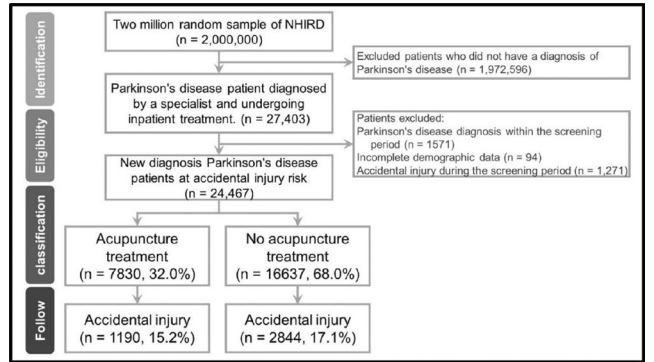 Identification
Two million random sample of NHIRD
(n = 2,000,000)
Excluded patients who did not have a diagnosis of
Parkinson's disease (n = 1,972,596)
Parkinson's disease patient diagnosed
by a specialist and undergoing
inpatient treatment. (n = 27,403)
Eligibility
Patients excluded:
Parkinson's disease diagnosis within the screening
period (n = 1571)
Incomplete demographic data (n = 94)
Accidental injury during the screening period (n = 1,271)
New diagnosis Parkinson's disease
patients at accidental injury risk
(n = 24,467)
classification
Acupuncture
treatment
(n = 7830, 32.0%)
No acupuncture
treatment
(n = 16637, 68.0%)
Follow
Accidental injury
(n = 1190, 15.2%)
Accidental injury
(n = 2844, 17.1%)